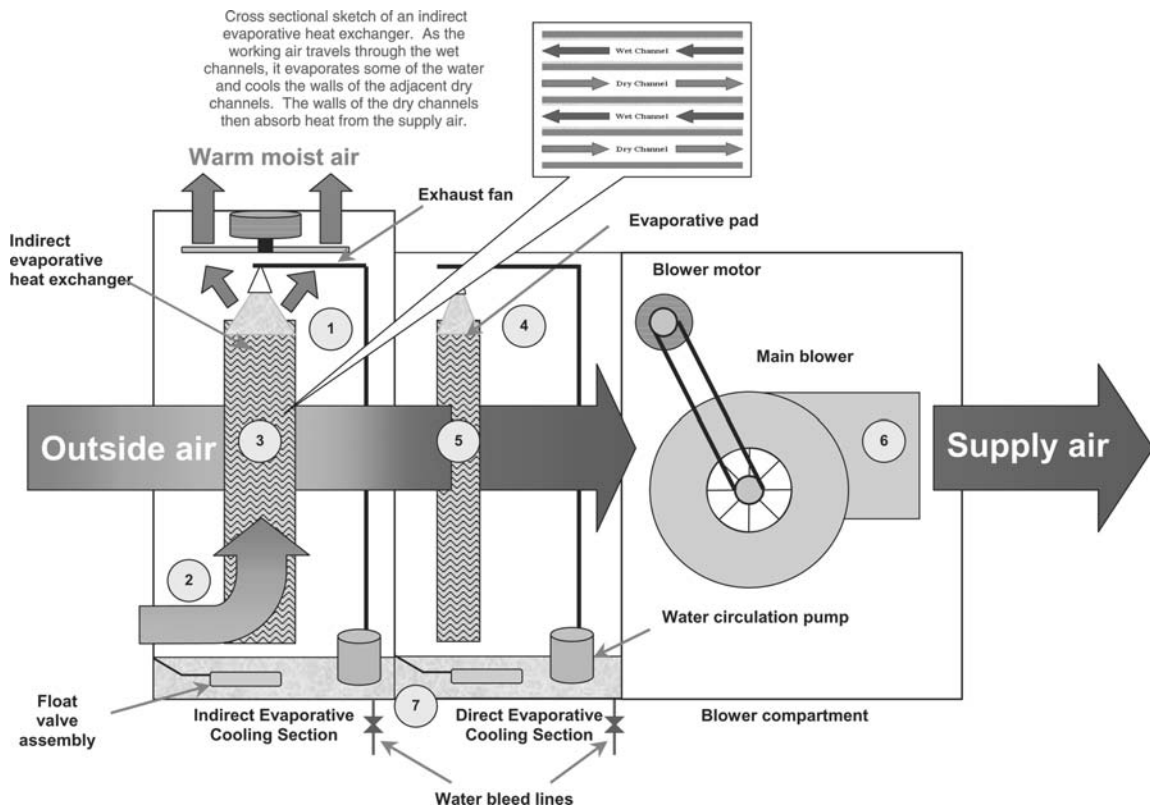 Cross sectional sketch of an indirect
evaporative heat exchanger.  As the
working air travels through the wet
channels, it evaporates some of the water
and cools the walls of the adjacent dry
channels.  The walls of the dry channels
then absorb heat from the supply air.
Wet Channel
Dry Channel
Wet Channel
Dry Channel
Warm moist air
Exhaust fan
Evaporative pad
Indirect
evaporative
heat exchanger
Blower motor
1
4
Main blower
Outside air
3
5
6
Supply air
2
Water circulation pump
Float
valve
assembly
7
Indirect Evaporative
Cooling Section
Direct Evaporative
Cooling Section
Blower compartment
Water bleed lines